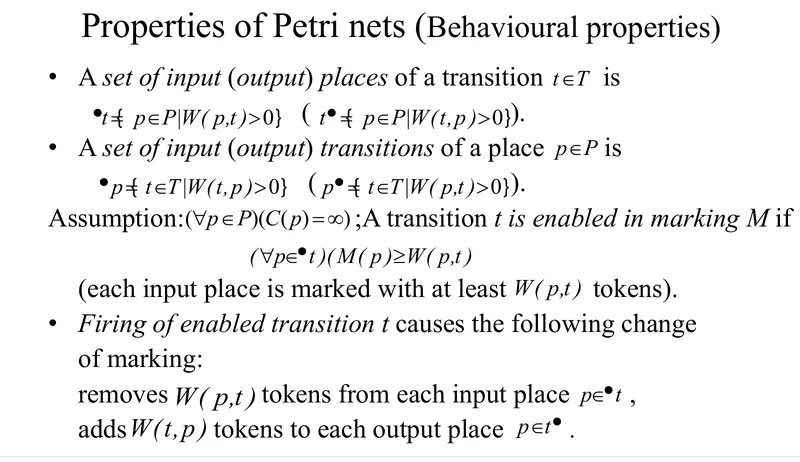 Properties of Petri nets (Behavioural properties)
• A set of input (output) places of a transition t∈T is
•t={ p∈P|W(p,t)>0} ( t•={ p∈P|W(t,p)>0}).
• A set of input (output) transitions of a place p∈P is
•p={ t∈T|W(t,p)>0} ( p•={ t∈T|W(p,t)>0}).
Assumption:(∀p∈P)(C(p)=∞);A transition t is enabled in marking M if
(∀p∈•t)(M(p)≥W(p,t)
(each input place is marked with at least W(p,t) tokens).
• Firing of enabled transition t causes the following change
of marking:
removes W(p,t) tokens from each input place p∈•t ,
adds W(t,p) tokens to each output place p∈t• .